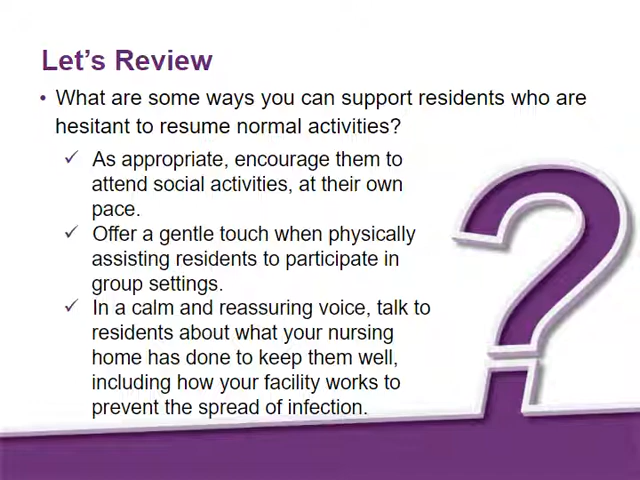 Let's Review
• What are some ways you can support residents who are
hesitant to resume normal activities?
✓ As appropriate, encourage them to
attend social activities, at their own
pace.
✓ Offer a gentle touch when physically
assisting residents to participate in
group settings.
✓ In a calm and reassuring voice, talk to
residents about what your nursing
home has done to keep them well,
including how your facility works to
prevent the spread of infection.